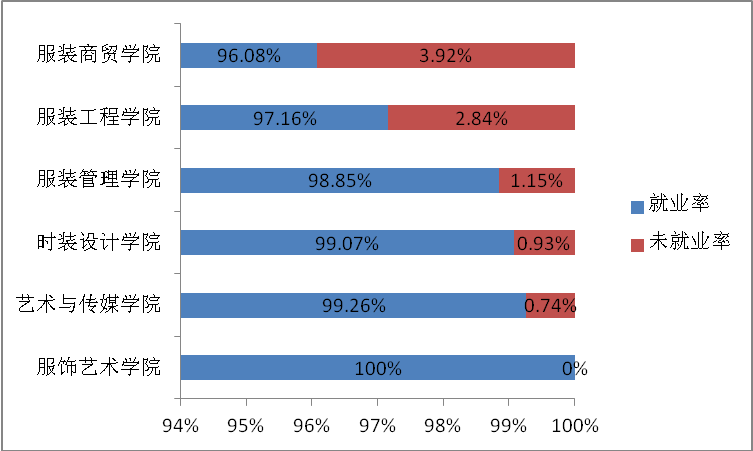 服装商贸学院 96.08% 3.92%
服装工程学院 97.16% 2.84%
服装管理学院 98.85% 1.15%
时装设计学院 99.07% 0.93%
艺术与传媒学院 99.26% 0.74%
服饰艺术学院 100% 0%
94% 95% 96% 97% 98% 99% 100%
就业率
未就业率